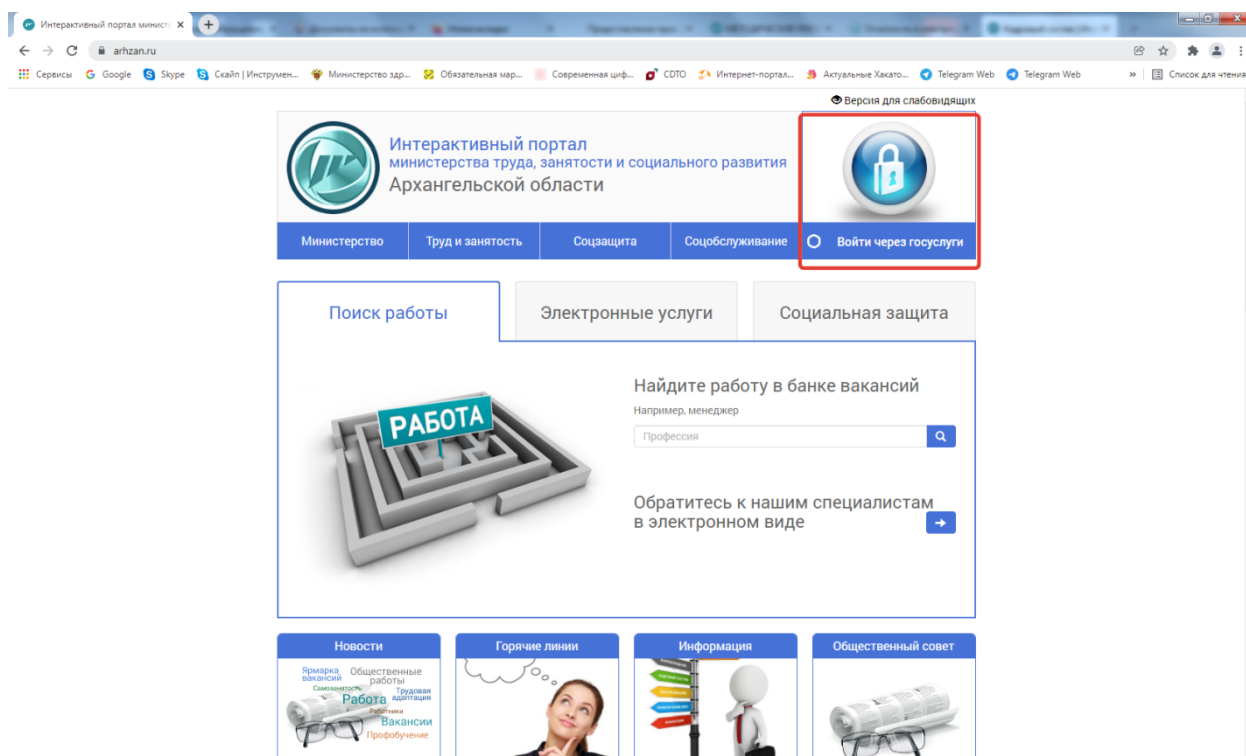 Интерактивный портал минист
arhzan.ru
Сервисы
Google
Skype
Скайп | Инструмен...
Министерство здр...
Обязательная мар...
Современная циф...
CDTO
Интернет-портал...
Актуальные Хакато...
Telegram Web
Telegram Web
»
Список для чтения
Версия для слабовидящих
Интерактивный портал
министерства труда, занятости и социального развития
Архангельской области
Министерство
Труд и занятость
Соцзащита
Соцобслуживание
Войти через госуслуги
Поиск работы
Электронные услуги
Социальная защита
РАБОТА
Найдите работу в банке вакансий
Например, менеджер
Профессия
Обратитесь к нашим специалистам
в электронном виде
Новости
Горячие линии
Информация
Общественный совет
Ярмарка
вакансий
Общественные
работы
Самозанятость
Трудовая
адаптация
Работа
Работники
Вакансии
Профобучение